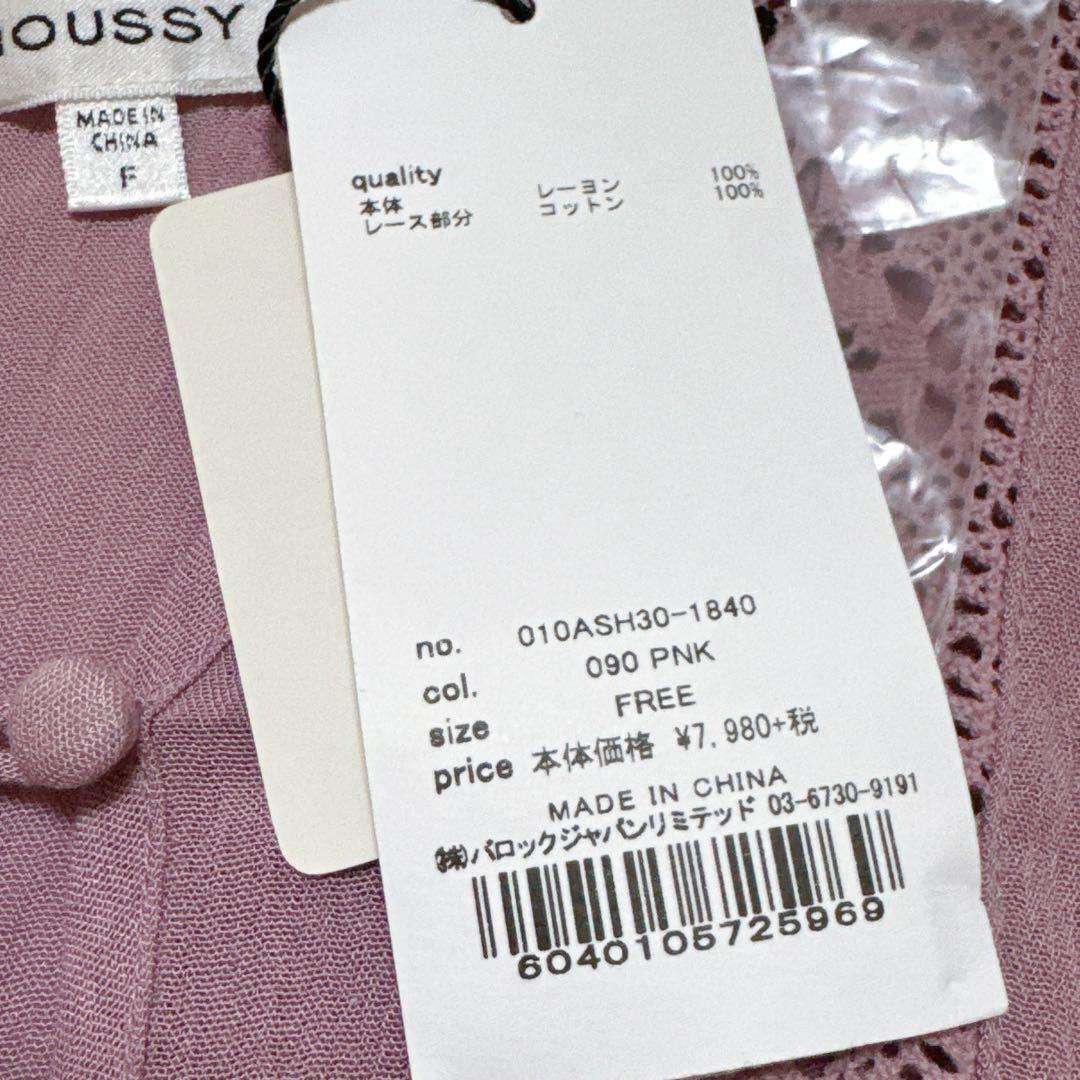 MOUSSY
MADE IN
CHINA
F
quality
本体 レーヨン 100%
レース部分 コットン 100%
no. 010ASH30-1840
col. 090 PNK
size FREE
price 本体価格 ¥7,980+税
MADE IN CHINA
㈱バロックジャパンリミテッド 03-6730-9191
6040105725969